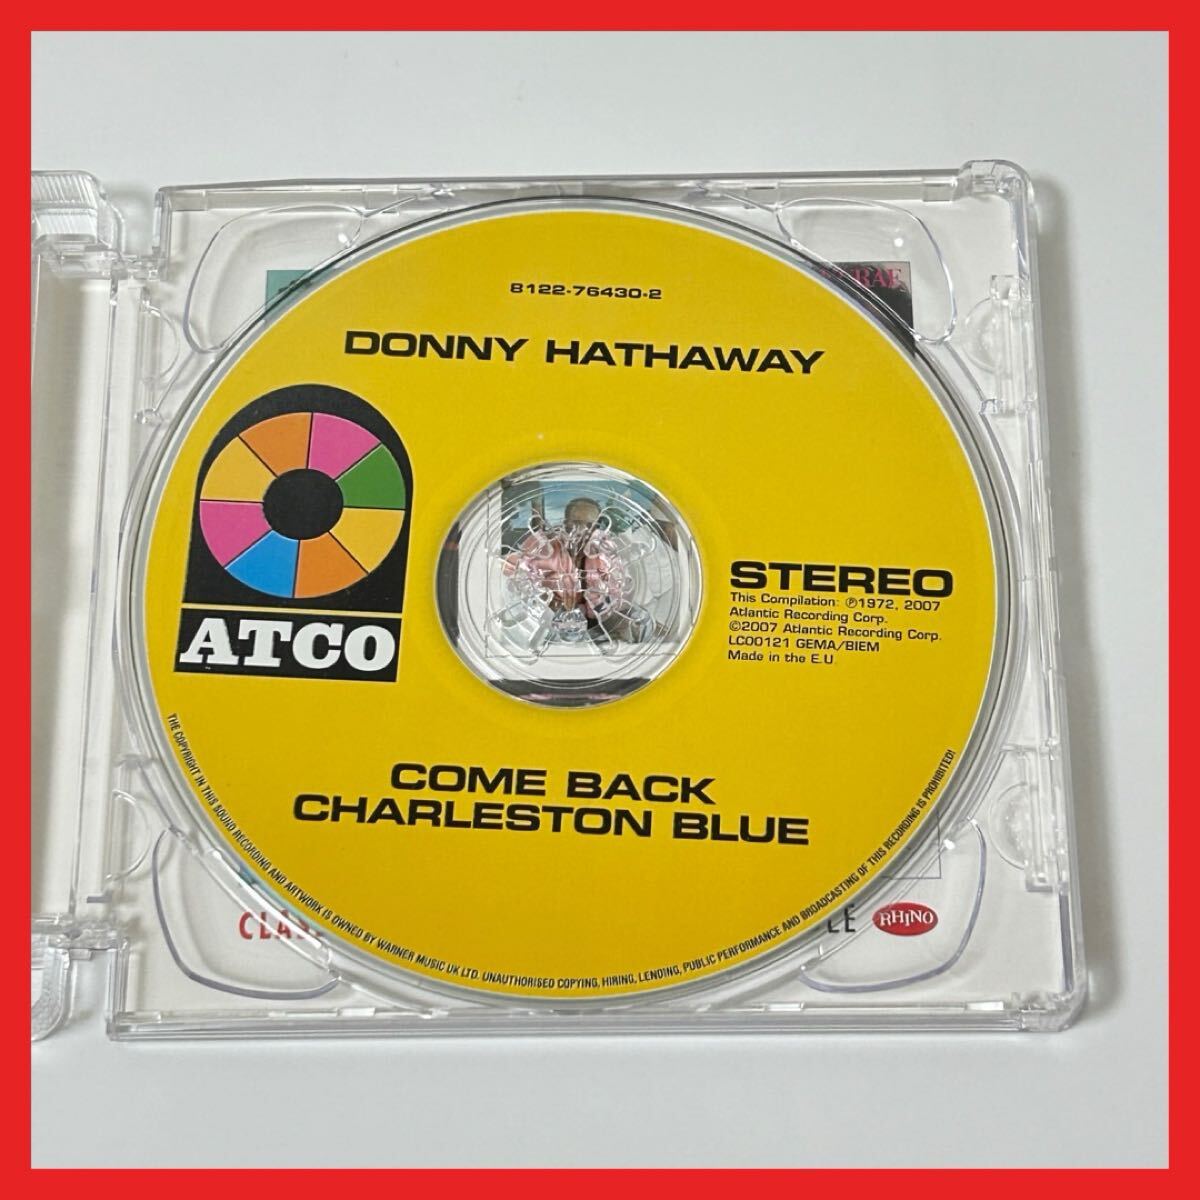 8122-76430-2
DONNY HATHAWAY
ATCO
STEREO
This Compilation: ℗1972, 2007
Atlantic Recording Corp.
©2007 Atlantic Recording Corp.
LC00121 GEMA/BIEM
Made in the E.U.
COME BACK
CHARLESTON BLUE
THE COPYRIGHT IN THIS SOUND RECORDING AND ARTWORK IS OWNED BY WARNER MUSIC UK LTD. UNAUTHORISED COPYING, HIRING, LENDING, PUBLIC PERFORMANCE AND BROADCASTING OF THIS RECORDING IS PROHIBITED!
RHINO